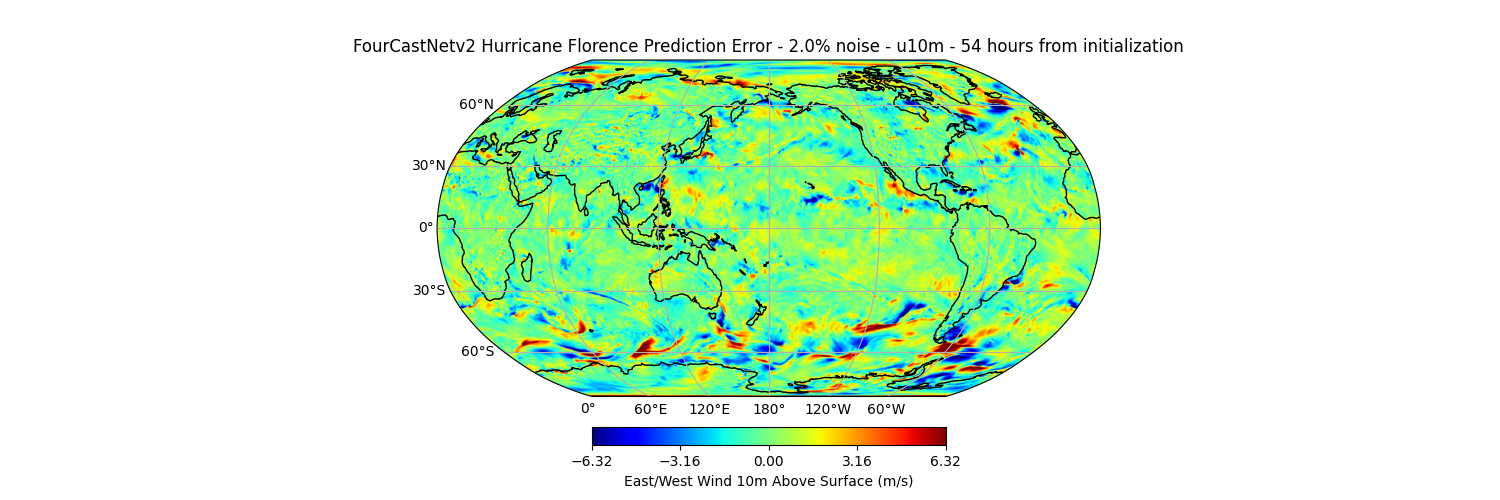 FourCastNetv2 Hurricane Florence Prediction Error - 2.0% noise - u10m - 54 hours from initialization
60°N
30°N
0°
30°S
60°S
0° 60°E 120°E 180° 120°W 60°W
−6.32 −3.16 0.00 3.16 6.32
East/West Wind 10m Above Surface (m/s)